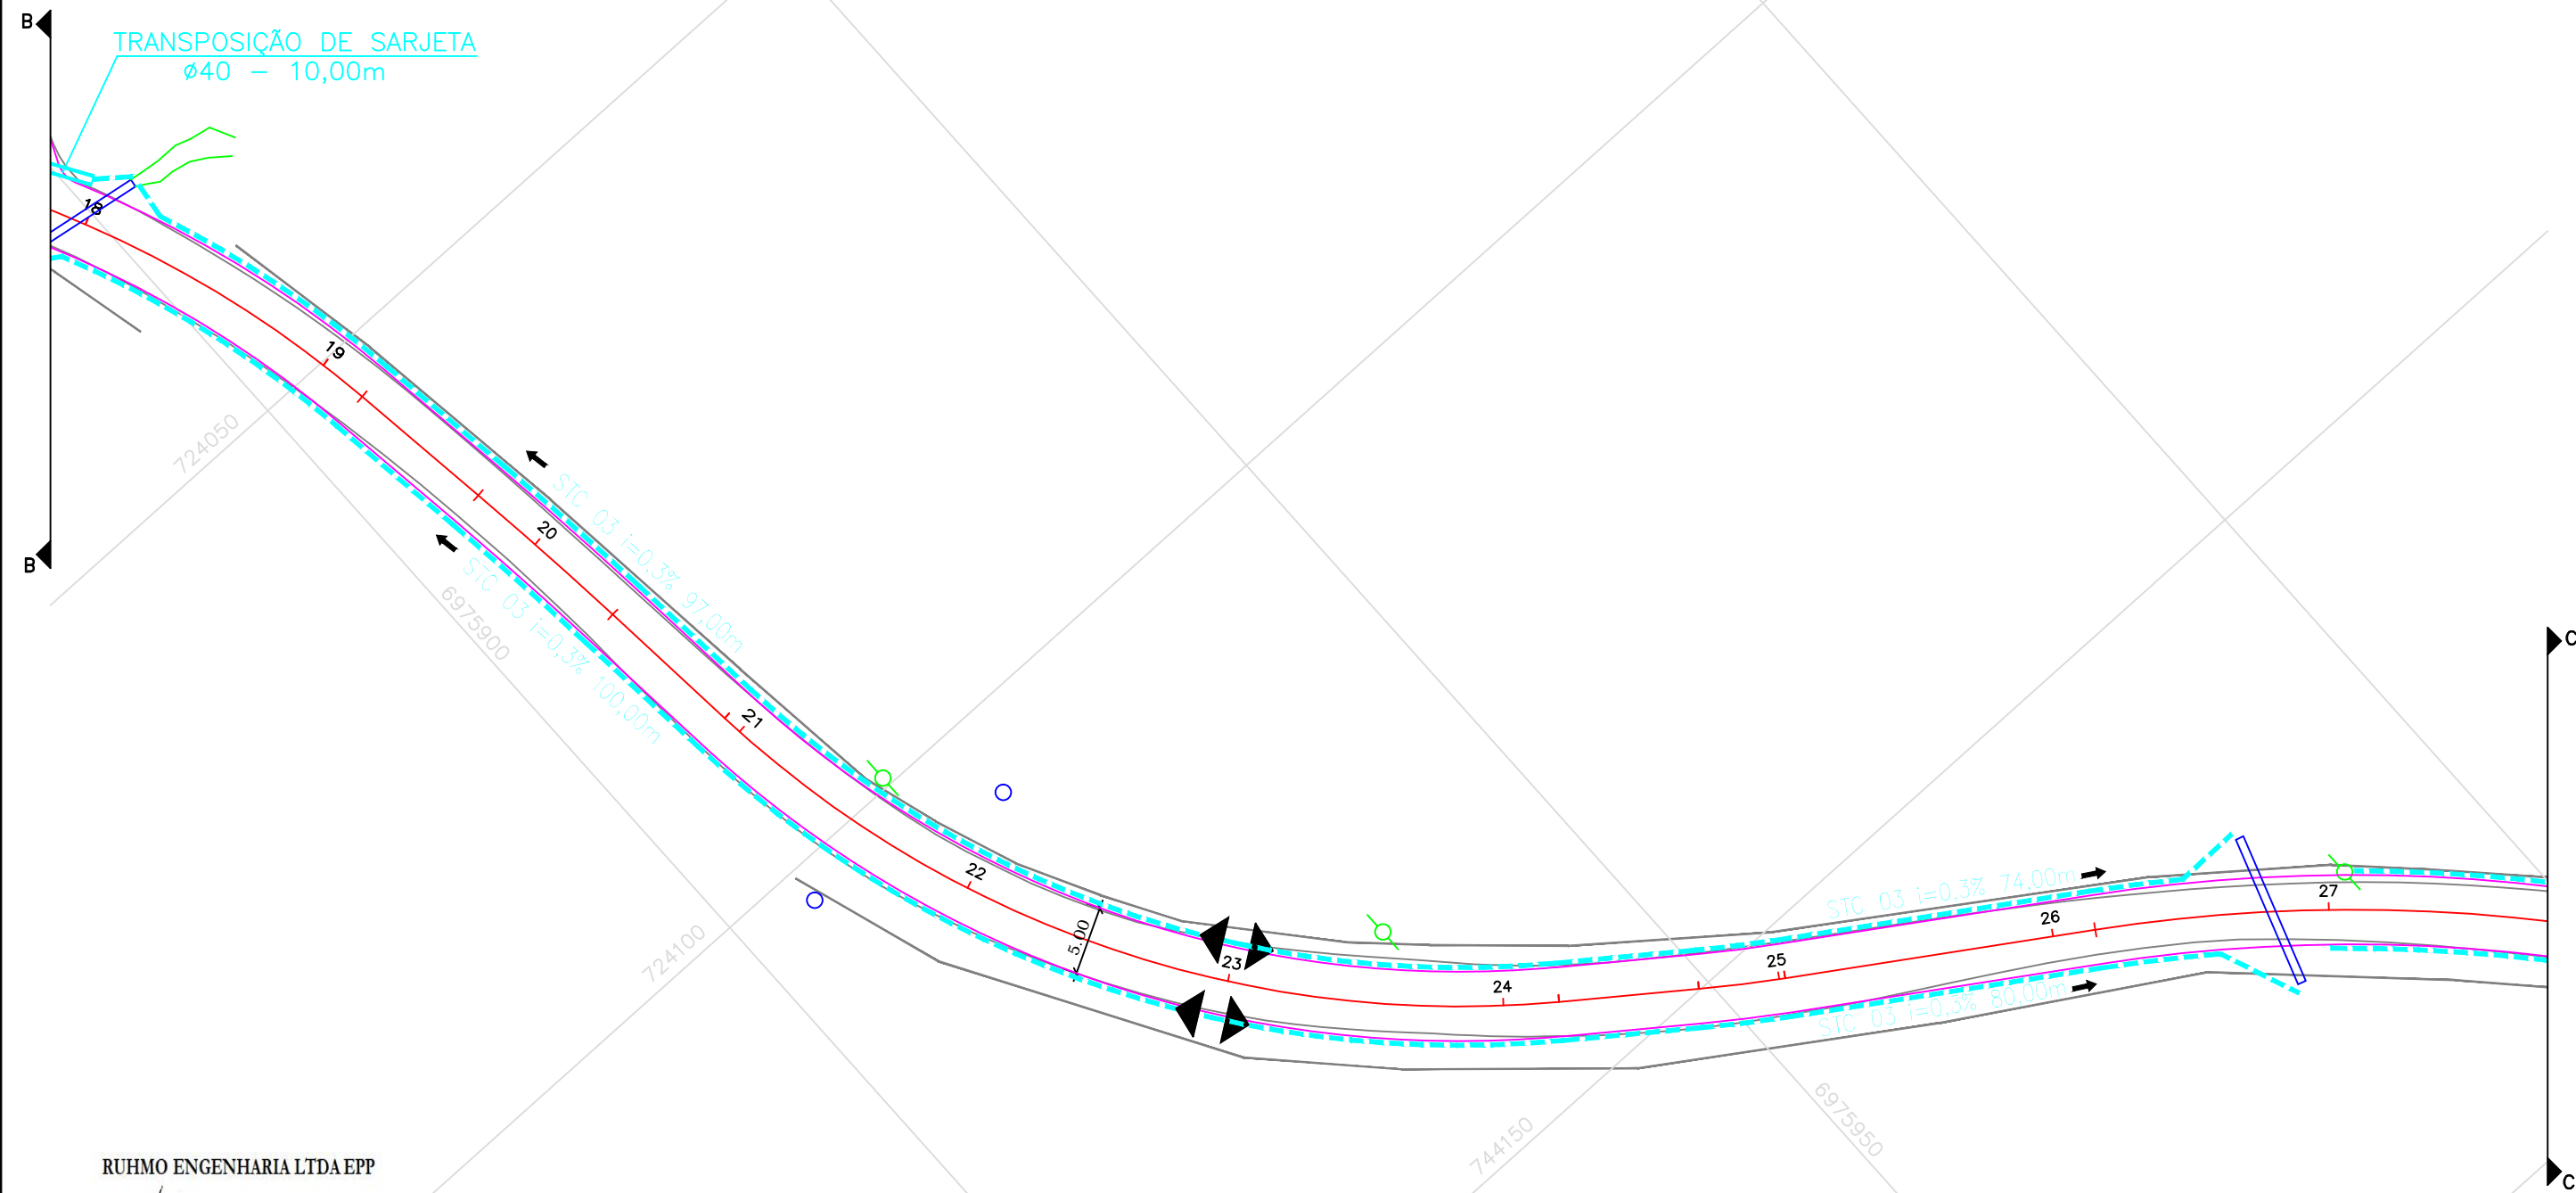 B
TRANSPOSIÇÃO DE SARJETA
ø40 – 10,00m
18
19
724050
STC 03 i=0,3% 97,00m
20
B
STC 03 i=0,3% 100,00m
6975900
21
C
22
724100
5.00
23
24
25
STC 03 i=0,3% 74,00m
26
27
STC 03 i=0,3% 80,00m
744150
6975950
RUHMO ENGENHARIA LTDA EPP
C